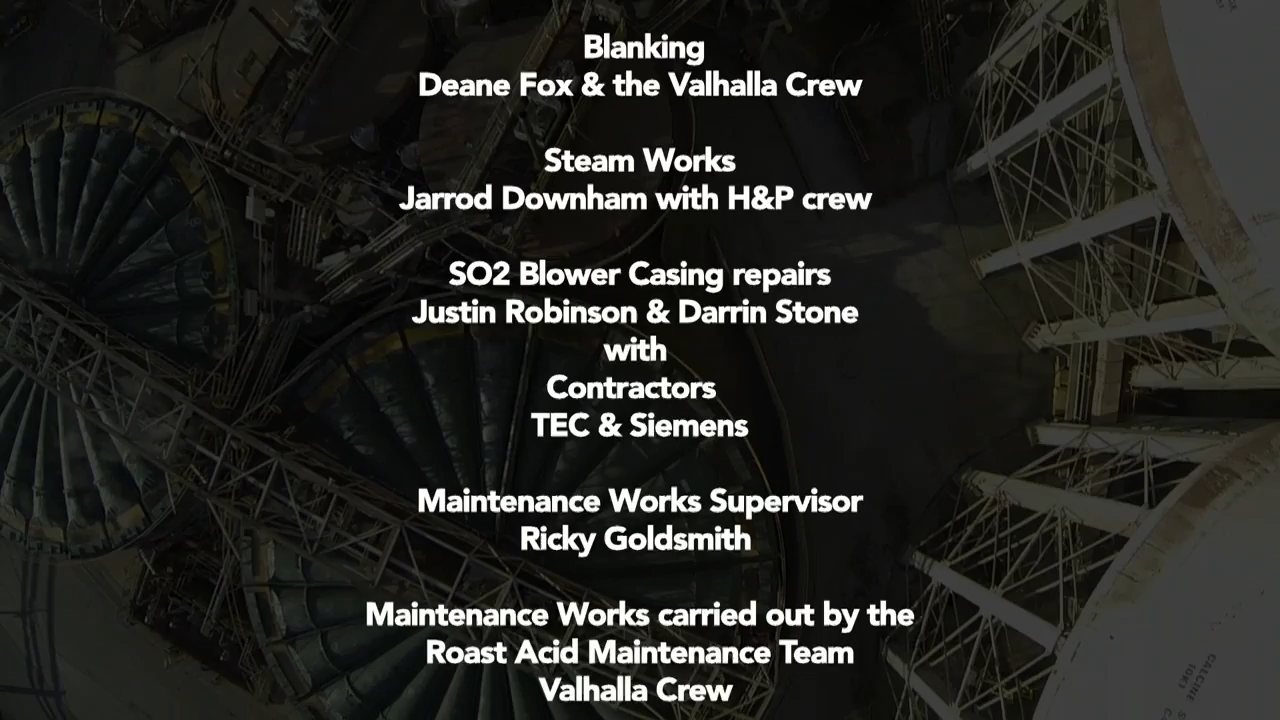 Blanking
Deane Fox & the Valhalla Crew
Steam Works
Jarrod Downham with H&P crew
SO2 Blower Casing repairs
Justin Robinson & Darrin Stone
with
Contractors
TEC & Siemens
Maintenance Works Supervisor
Ricky Goldsmith
Maintenance Works carried out by the
Roast Acid Maintenance Team
Valhalla Crew
CALCINE